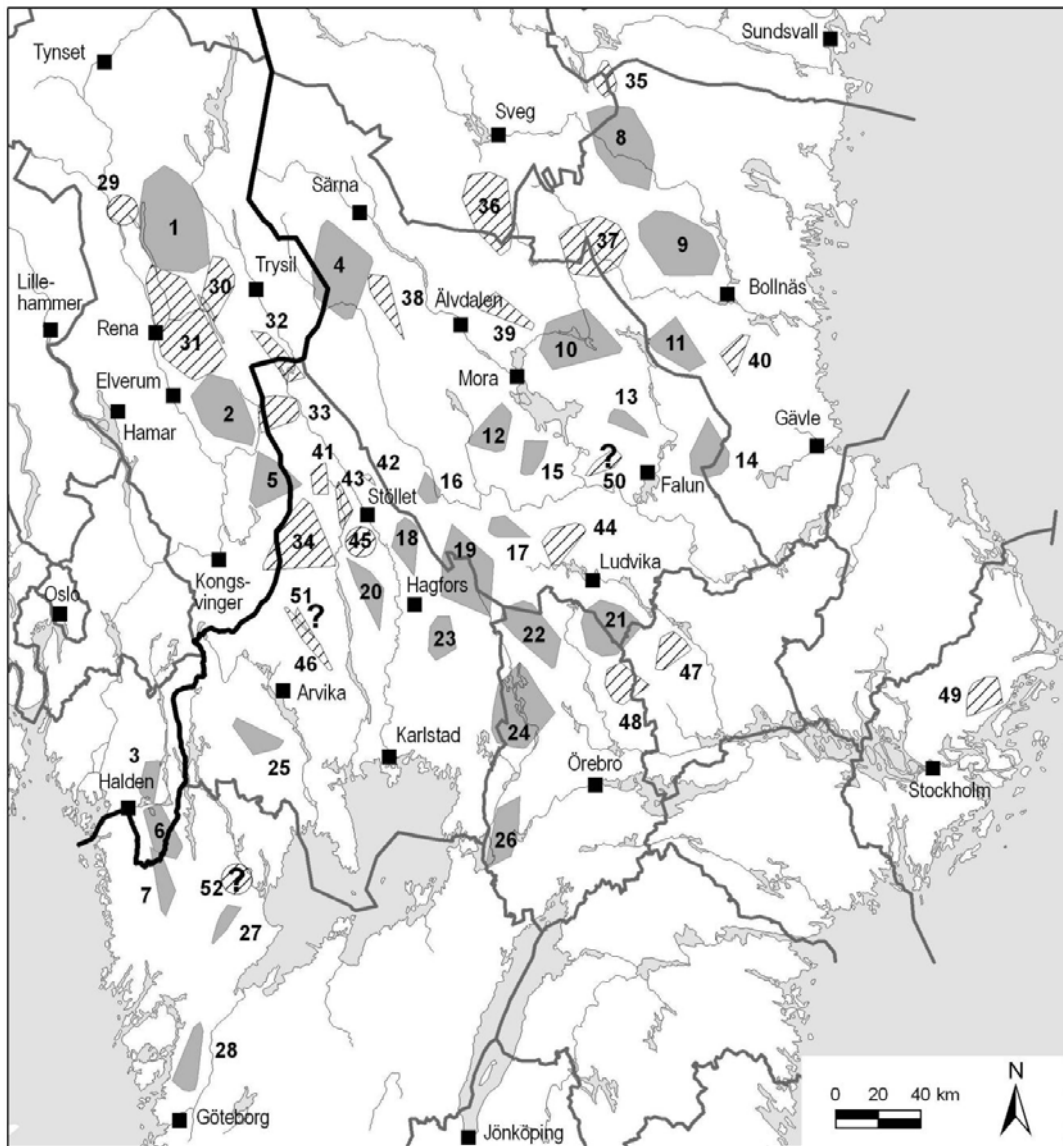 Sundsvall
Tynset
35
Sveg
8
29
Särna
1
36
37
9
4
Trysil
30
Lille-
hammer
38
Bollnäs
Älvdalen
32
39
Rena
31
10
11
40
Elverum
Mora
13
2
Hamar
33
12
Gävle
?
14
41
42
15
50
Falun
5
43
16
Stöllet
34
45
18
17
44
19
Ludvika
Kongs-
vinger
Oslo
51
?
20
Hagfors
22
21
23
46
47
Arvika
49
24
48
25
Karlstad
3
Örebro
Halden
Stockholm
6
26
7
52
?
27
28
N
0 20 40 km
Göteborg
Jönköping